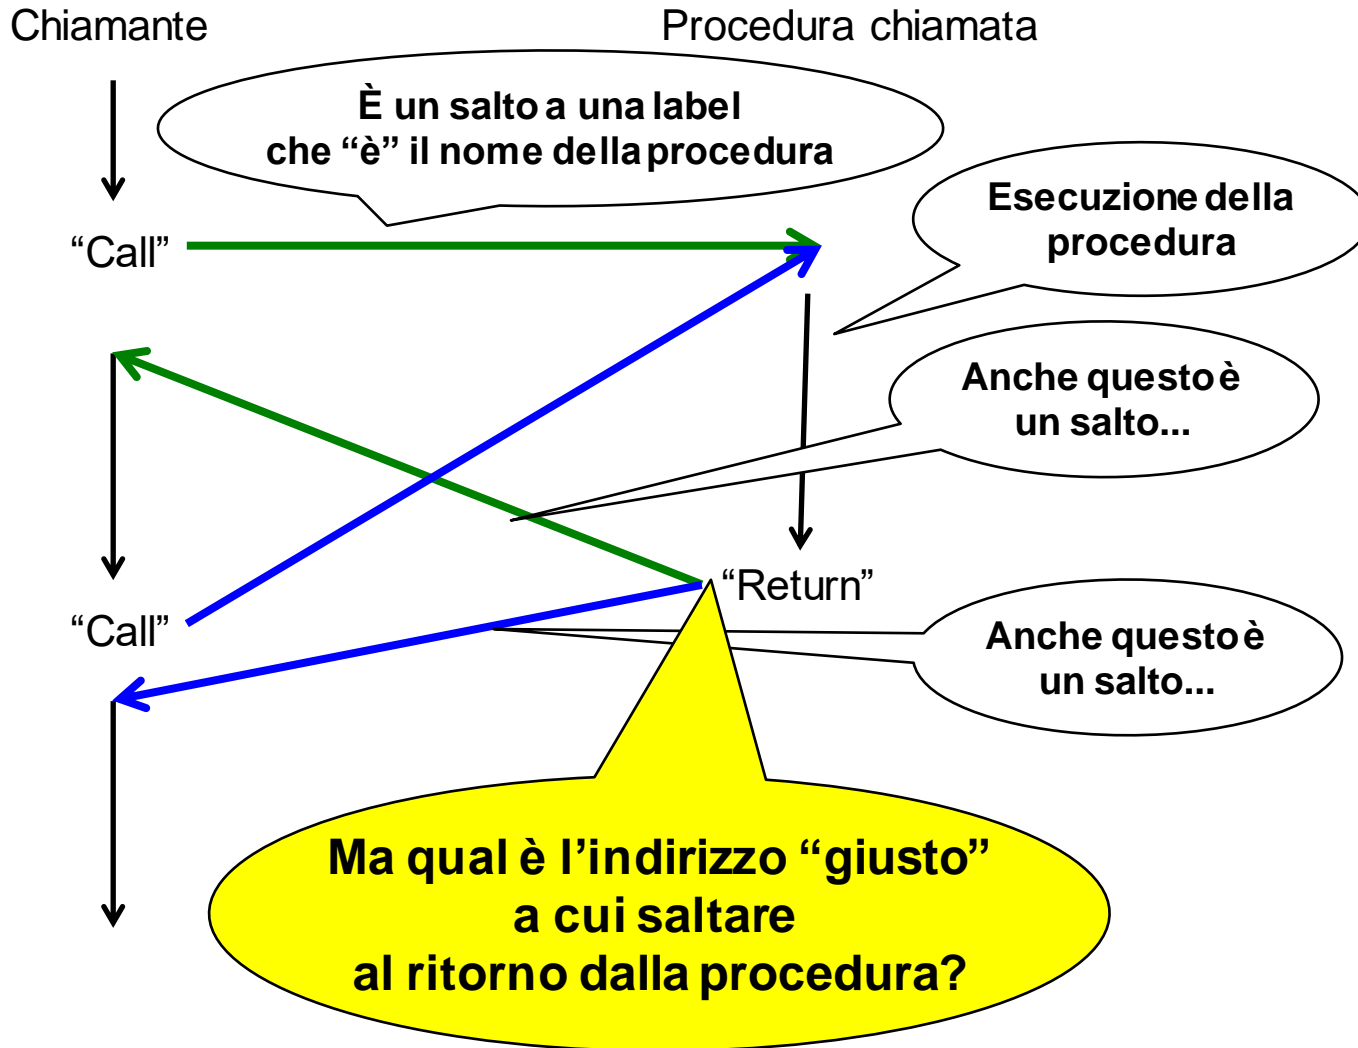 Chiamante
Procedura chiamata
È un salto a una label
che “è” il nome della procedura
Esecuzione della
procedura
“Call”
Anche questo è
un salto...
“Return”
“Call”
Anche questo è
un salto...
Ma qual è l’indirizzo “giusto”
a cui saltare
al ritorno dalla procedura?